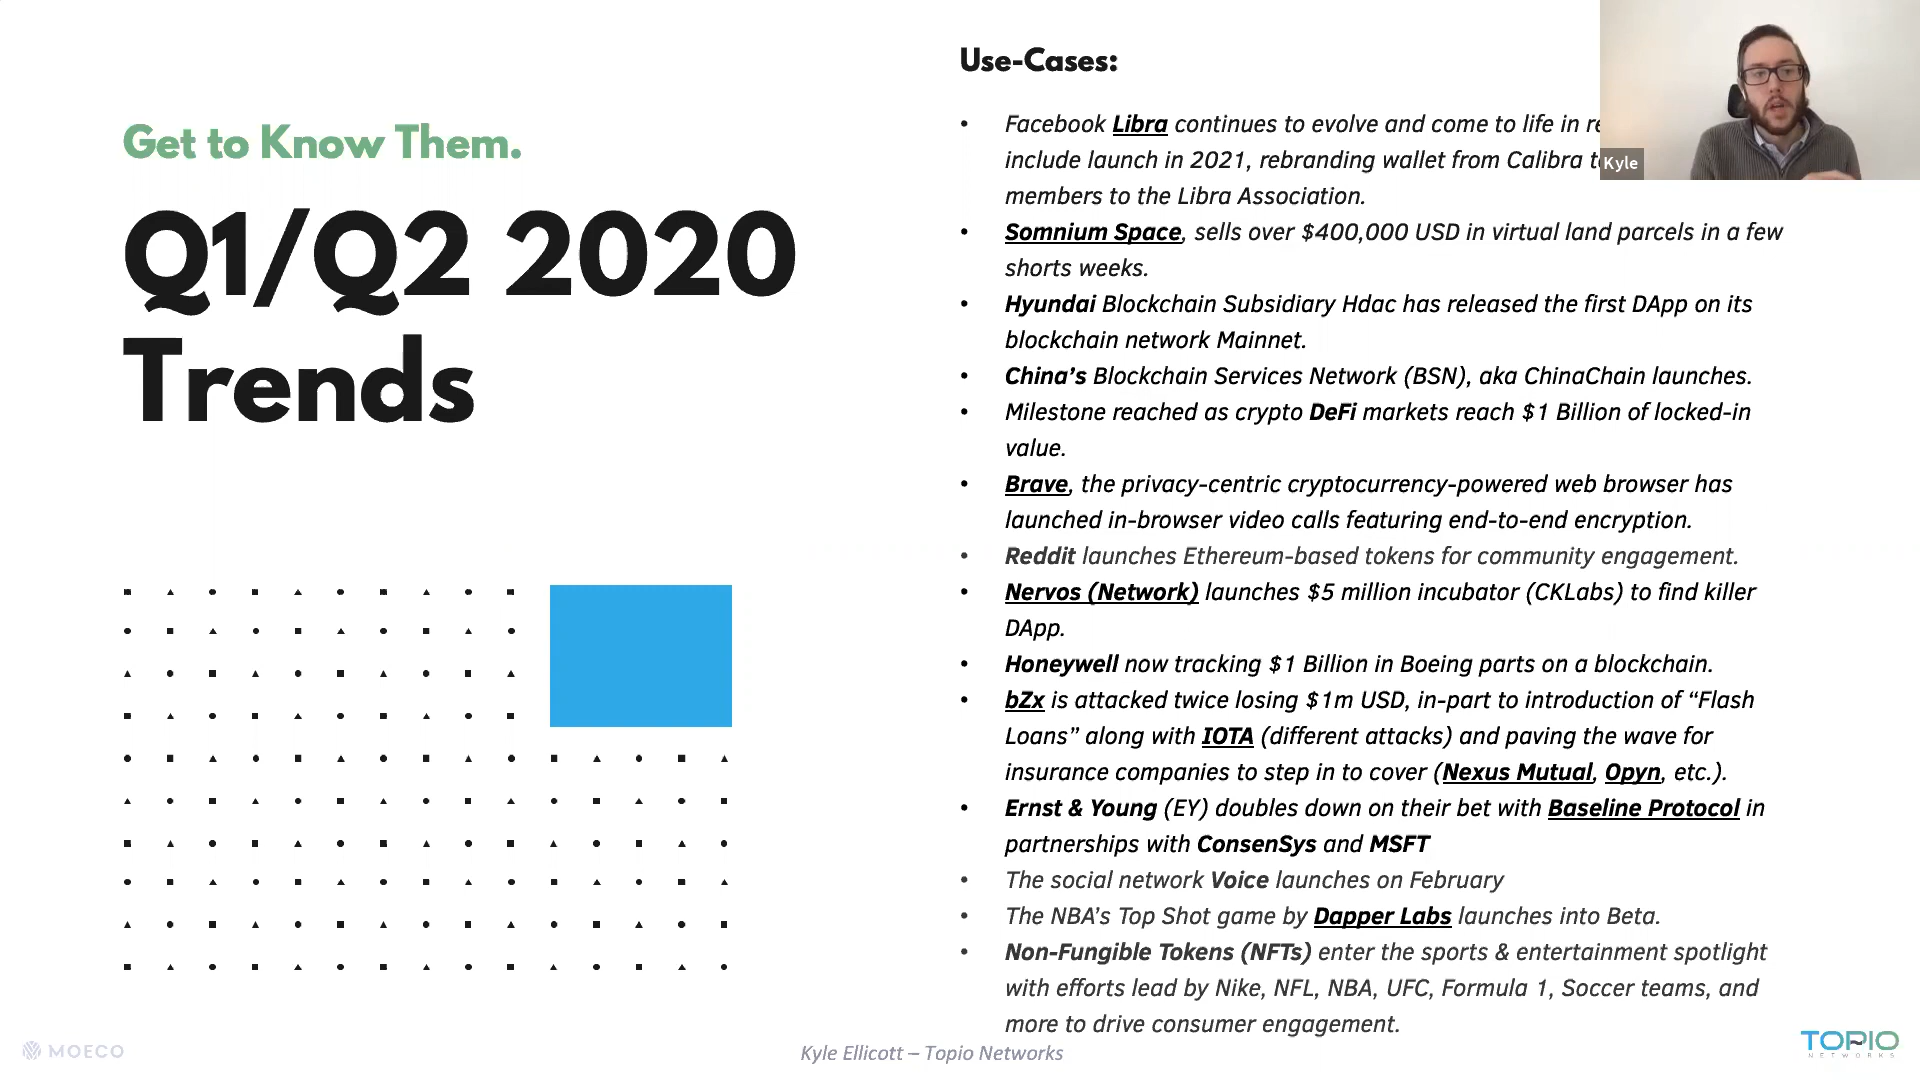 Get to Know Them.
Q1/Q2 2020
Trends
Use-Cases:
• Facebook Libra continues to evolve and come to life in
include launch in 2021, rebranding wallet from Calibra
members to the Libra Association.
• Somnium Space, sells over $400,000 USD in virtual land parcels in a few
shorts weeks.
• Hyundai Blockchain Subsidiary Hdac has released the first DApp on its
blockchain network Mainnet.
• China’s Blockchain Services Network (BSN), aka ChinaChain launches.
• Milestone reached as crypto DeFi markets reach $1 Billion of locked-in
value.
• Brave, the privacy-centric cryptocurrency-powered web browser has
launched in-browser video calls featuring end-to-end encryption.
• Reddit launches Ethereum-based tokens for community engagement.
• Nervos (Network) launches $5 million incubator (CKLabs) to find killer
DApp.
• Honeywell now tracking $1 Billion in Boeing parts on a blockchain.
• bZx is attacked twice losing $1m USD, in-part to introduction of “Flash
Loans” along with IOTA (different attacks) and paving the wave for
insurance companies to step in to cover (Nexus Mutual, Opyn, etc.).
• Ernst & Young (EY) doubles down on their bet with Baseline Protocol in
partnerships with ConsenSys and MSFT
• The social network Voice launches on February
• The NBA’s Top Shot game by Dapper Labs launches into Beta.
• Non-Fungible Tokens (NFTs) enter the sports & entertainment spotlight
with efforts lead by Nike, NFL, NBA, UFC, Formula 1, Soccer teams, and
more to drive consumer engagement.
Kyle
MOECO
Kyle Ellicott – Topio Networks
TOPIO
NETWORKS